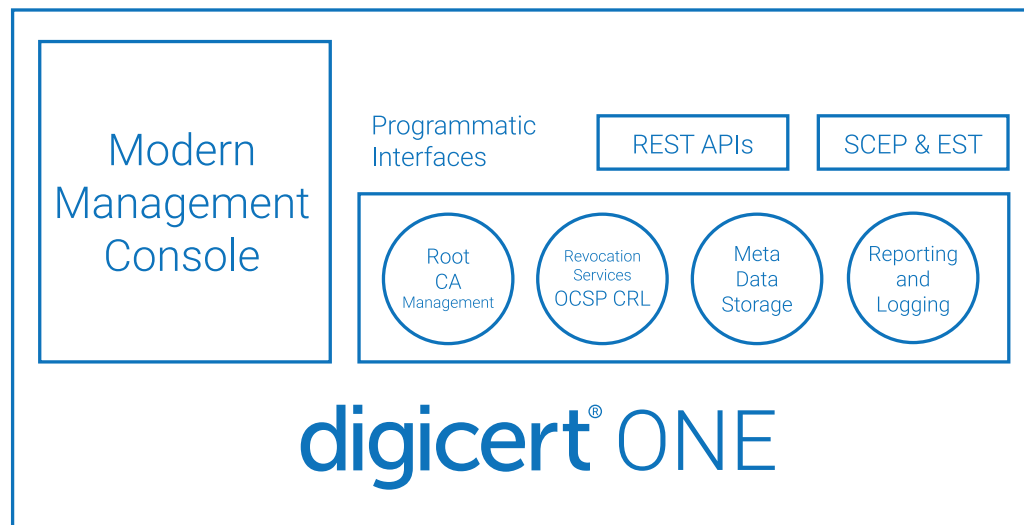 Modern
Management
Console
Programmatic
Interfaces
REST APIs
SCEP & EST
Root
CA
Management
Revocation
Services
OCSP CRL
Meta
Data
Storage
Reporting
and
Logging
digicert® ONE